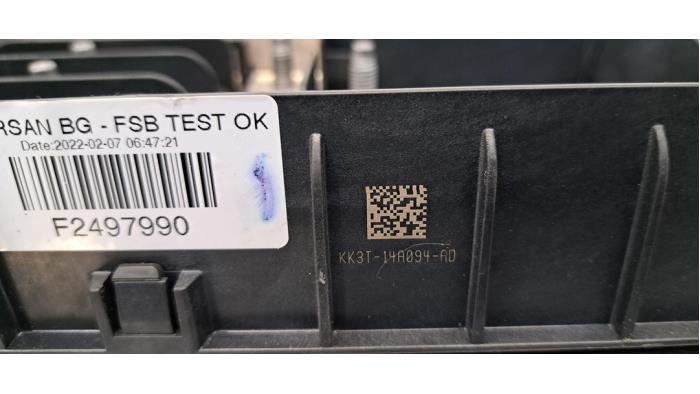 RSAN BG - FSB TEST OK
Date:2022-02-07 06:47:21
F2497990
KK3T-14A094-AD